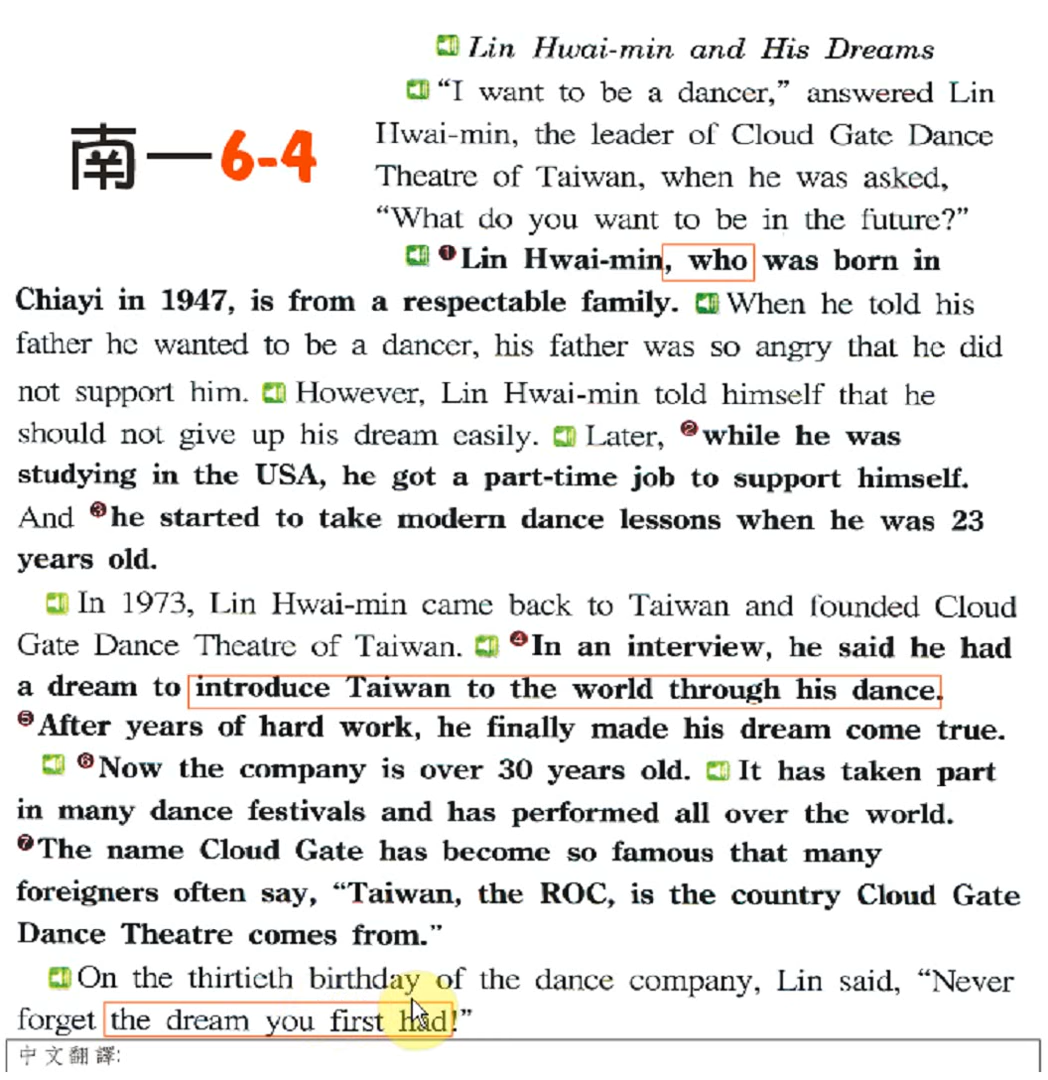 Lin Hwai-min and His Dreams
“I want to be a dancer,” answered Lin
Hwai-min, the leader of Cloud Gate Dance
南一6-4
Theatre of Taiwan, when he was asked,
“What do you want to be in the future?”
❶Lin Hwai-min, who was born in
Chiayi in 1947, is from a respectable family. When he told his
father he wanted to be a dancer, his father was so angry that he did
not support him. However, Lin Hwai-min told himself that he
should not give up his dream easily. Later, ❷while he was
studying in the USA, he got a part-time job to support himself.
And ❸he started to take modern dance lessons when he was 23
years old.
In 1973, Lin Hwai-min came back to Taiwan and founded Cloud
Gate Dance Theatre of Taiwan. ❹In an interview, he said he had
a dream to introduce Taiwan to the world through his dance.
❺After years of hard work, he finally made his dream come true.
❻Now the company is over 30 years old. It has taken part
in many dance festivals and has performed all over the world.
❼The name Cloud Gate has become so famous that many
foreigners often say, “Taiwan, the ROC, is the country Cloud Gate
Dance Theatre comes from.”
On the thirtieth birthday of the dance company, Lin said, “Never
forget the dream you first had!”
中文翻譯: